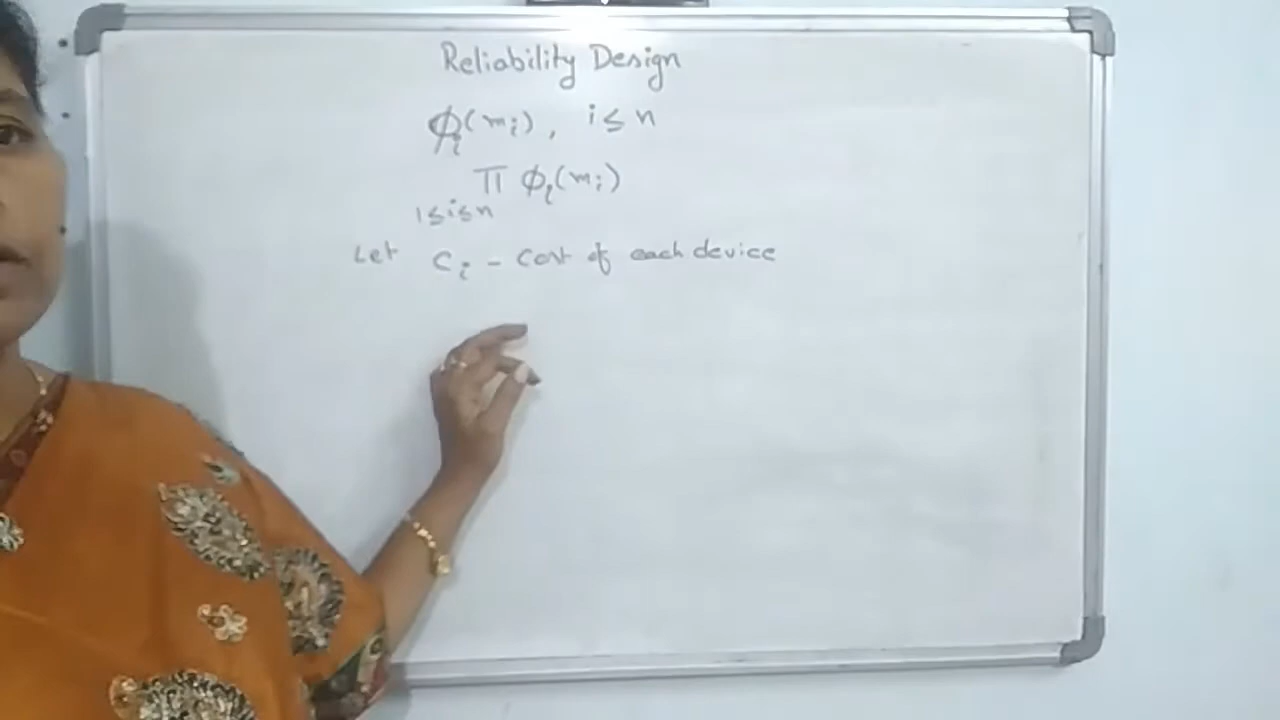 Reliability Design
ϕᵢ(mᵢ), i ≤ n
π ϕᵢ(mᵢ)
1≤i≤n
Let cᵢ - cost of each device